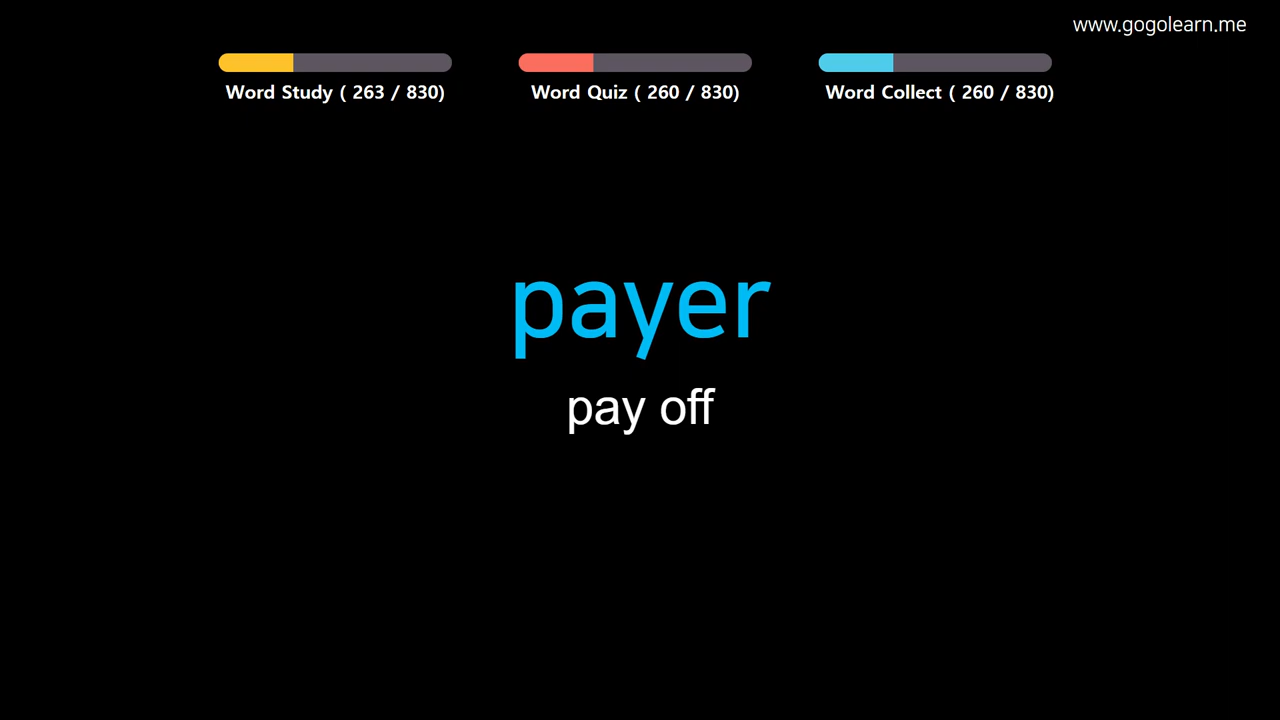 www.gogolearn.me
Word Study ( 263 / 830)
Word Quiz ( 260 / 830)
Word Collect ( 260 / 830)
payer
pay off